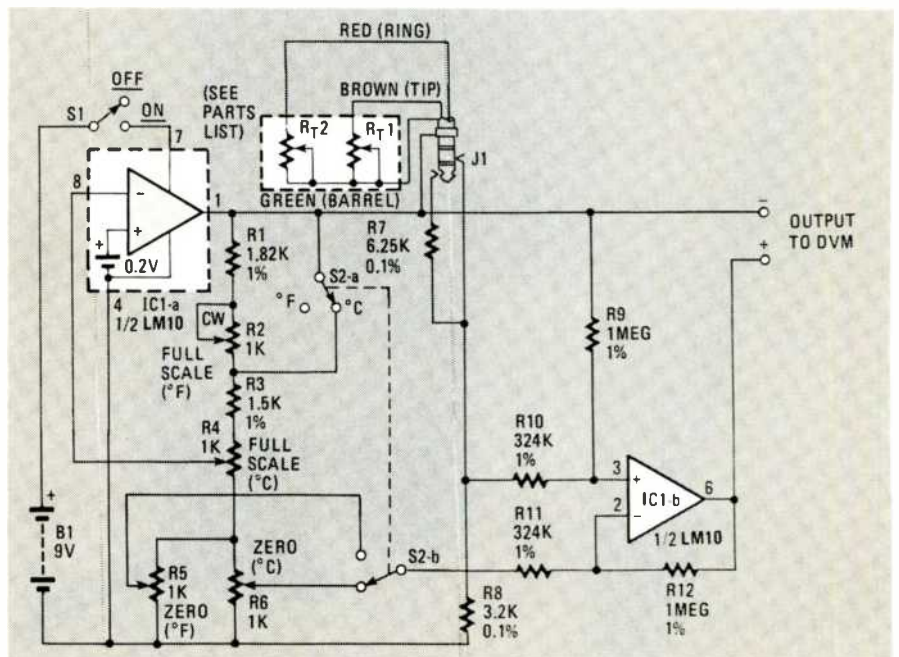 RED (RING)
BROWN (TIP)
OFF
S1
ON
(SEE
PARTS
LIST)
RT2
RT1
J1
GREEN (BARREL)
7
8
-
+
+
0.2V
1
4
IC1-a
1/2 LM10
R1
1.82K
1%
CW
R2
1K
FULL
SCALE
(°F)
S2-a
°F
°C
R7
6.25K
0.1%
-
+
OUTPUT
TO DVM
R9
1MEG
1%
R3
1.5K
1%
R4
1K
FULL
SCALE
(°C)
R10
324K
1%
3
+
IC1-b
6
2
-
1/2 LM10
R11
324K
1%
R12
1MEG
1%
ZERO
(°C)
S2-b
+
B1
9V
R5
1K
ZERO
(°F)
R6
1K
R8
3.2K
0.1%